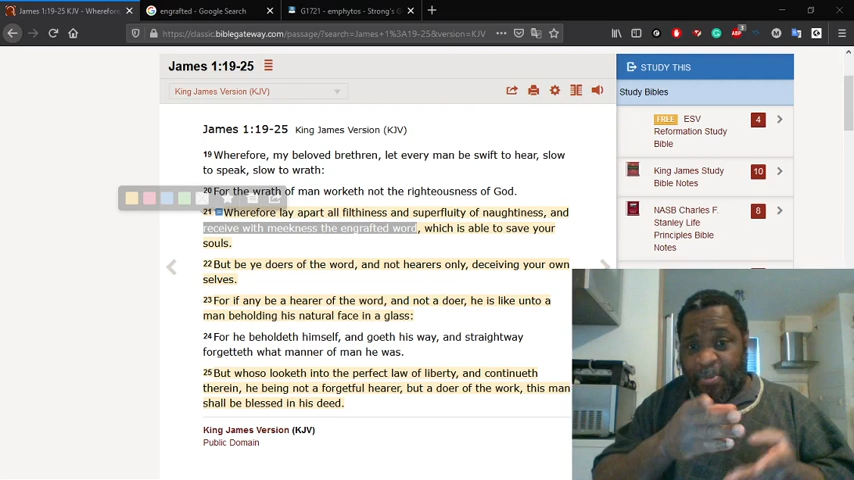 James 1:19-25 KJV - Wherefore
engrafted - Google Search
G1721 - emphytos - Strong's G
https://classic.biblegateway.com/passage/?search=James+1%3A19-25&version=KJV
James 1:19-25
King James Version (KJV)
James 1:19-25 King James Version (KJV)
19 Wherefore, my beloved brethren, let every man be swift to hear, slow
to speak, slow to wrath:
20 For the wrath of man worketh not the righteousness of God.
21 Wherefore lay apart all filthiness and superfluity of naughtiness, and
receive with meekness the engrafted word, which is able to save your
souls.
22 But be ye doers of the word, and not hearers only, deceiving your own
selves.
23 For if any be a hearer of the word, and not a doer, he is like unto a
man beholding his natural face in a glass:
24 For he beholdeth himself, and goeth his way, and straightway
forgetteth what manner of man he was.
25 But whoso looketh into the perfect law of liberty, and continueth
therein, he being not a forgetful hearer, but a doer of the work, this man
shall be blessed in his deed.
King James Version (KJV)
Public Domain
STUDY THIS
Study Bibles
FREE ESV
Reformation Study
Bible
4
King James Study
Bible Notes
10
NASB Charles F.
Stanley Life
Principles Bible
Notes
8